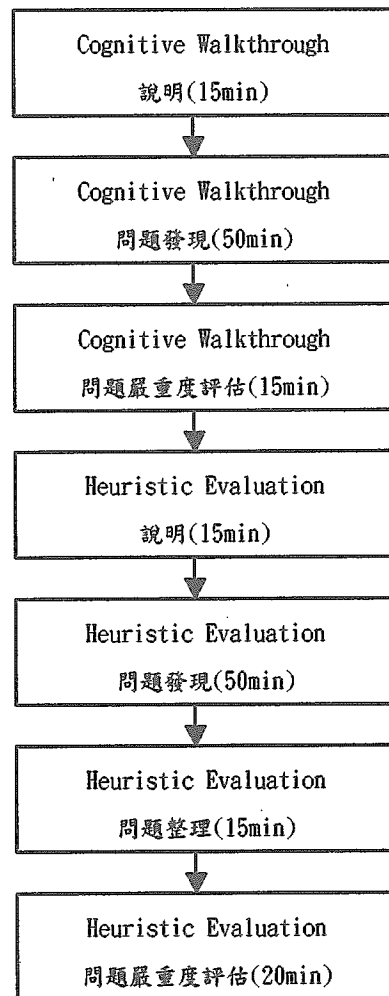 Cognitive Walkthrough
說明(15min)
Cognitive Walkthrough
問題發現(50min)
Cognitive Walkthrough
問題嚴重度評估(15min)
Heuristic Evaluation
說明(15min)
Heuristic Evaluation
問題發現(50min)
Heuristic Evaluation
問題整理(15min)
Heuristic Evaluation
問題嚴重度評估(20min)